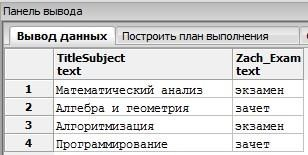 Панель вывода
Вывод данных Построить план выполнения
TitleSubject Zach_Exam
text text
1 Математический анализ экзамен
2 Алгебра и геометрия зачет
3 Алгоритмизация экзамен
4 Программирование зачет